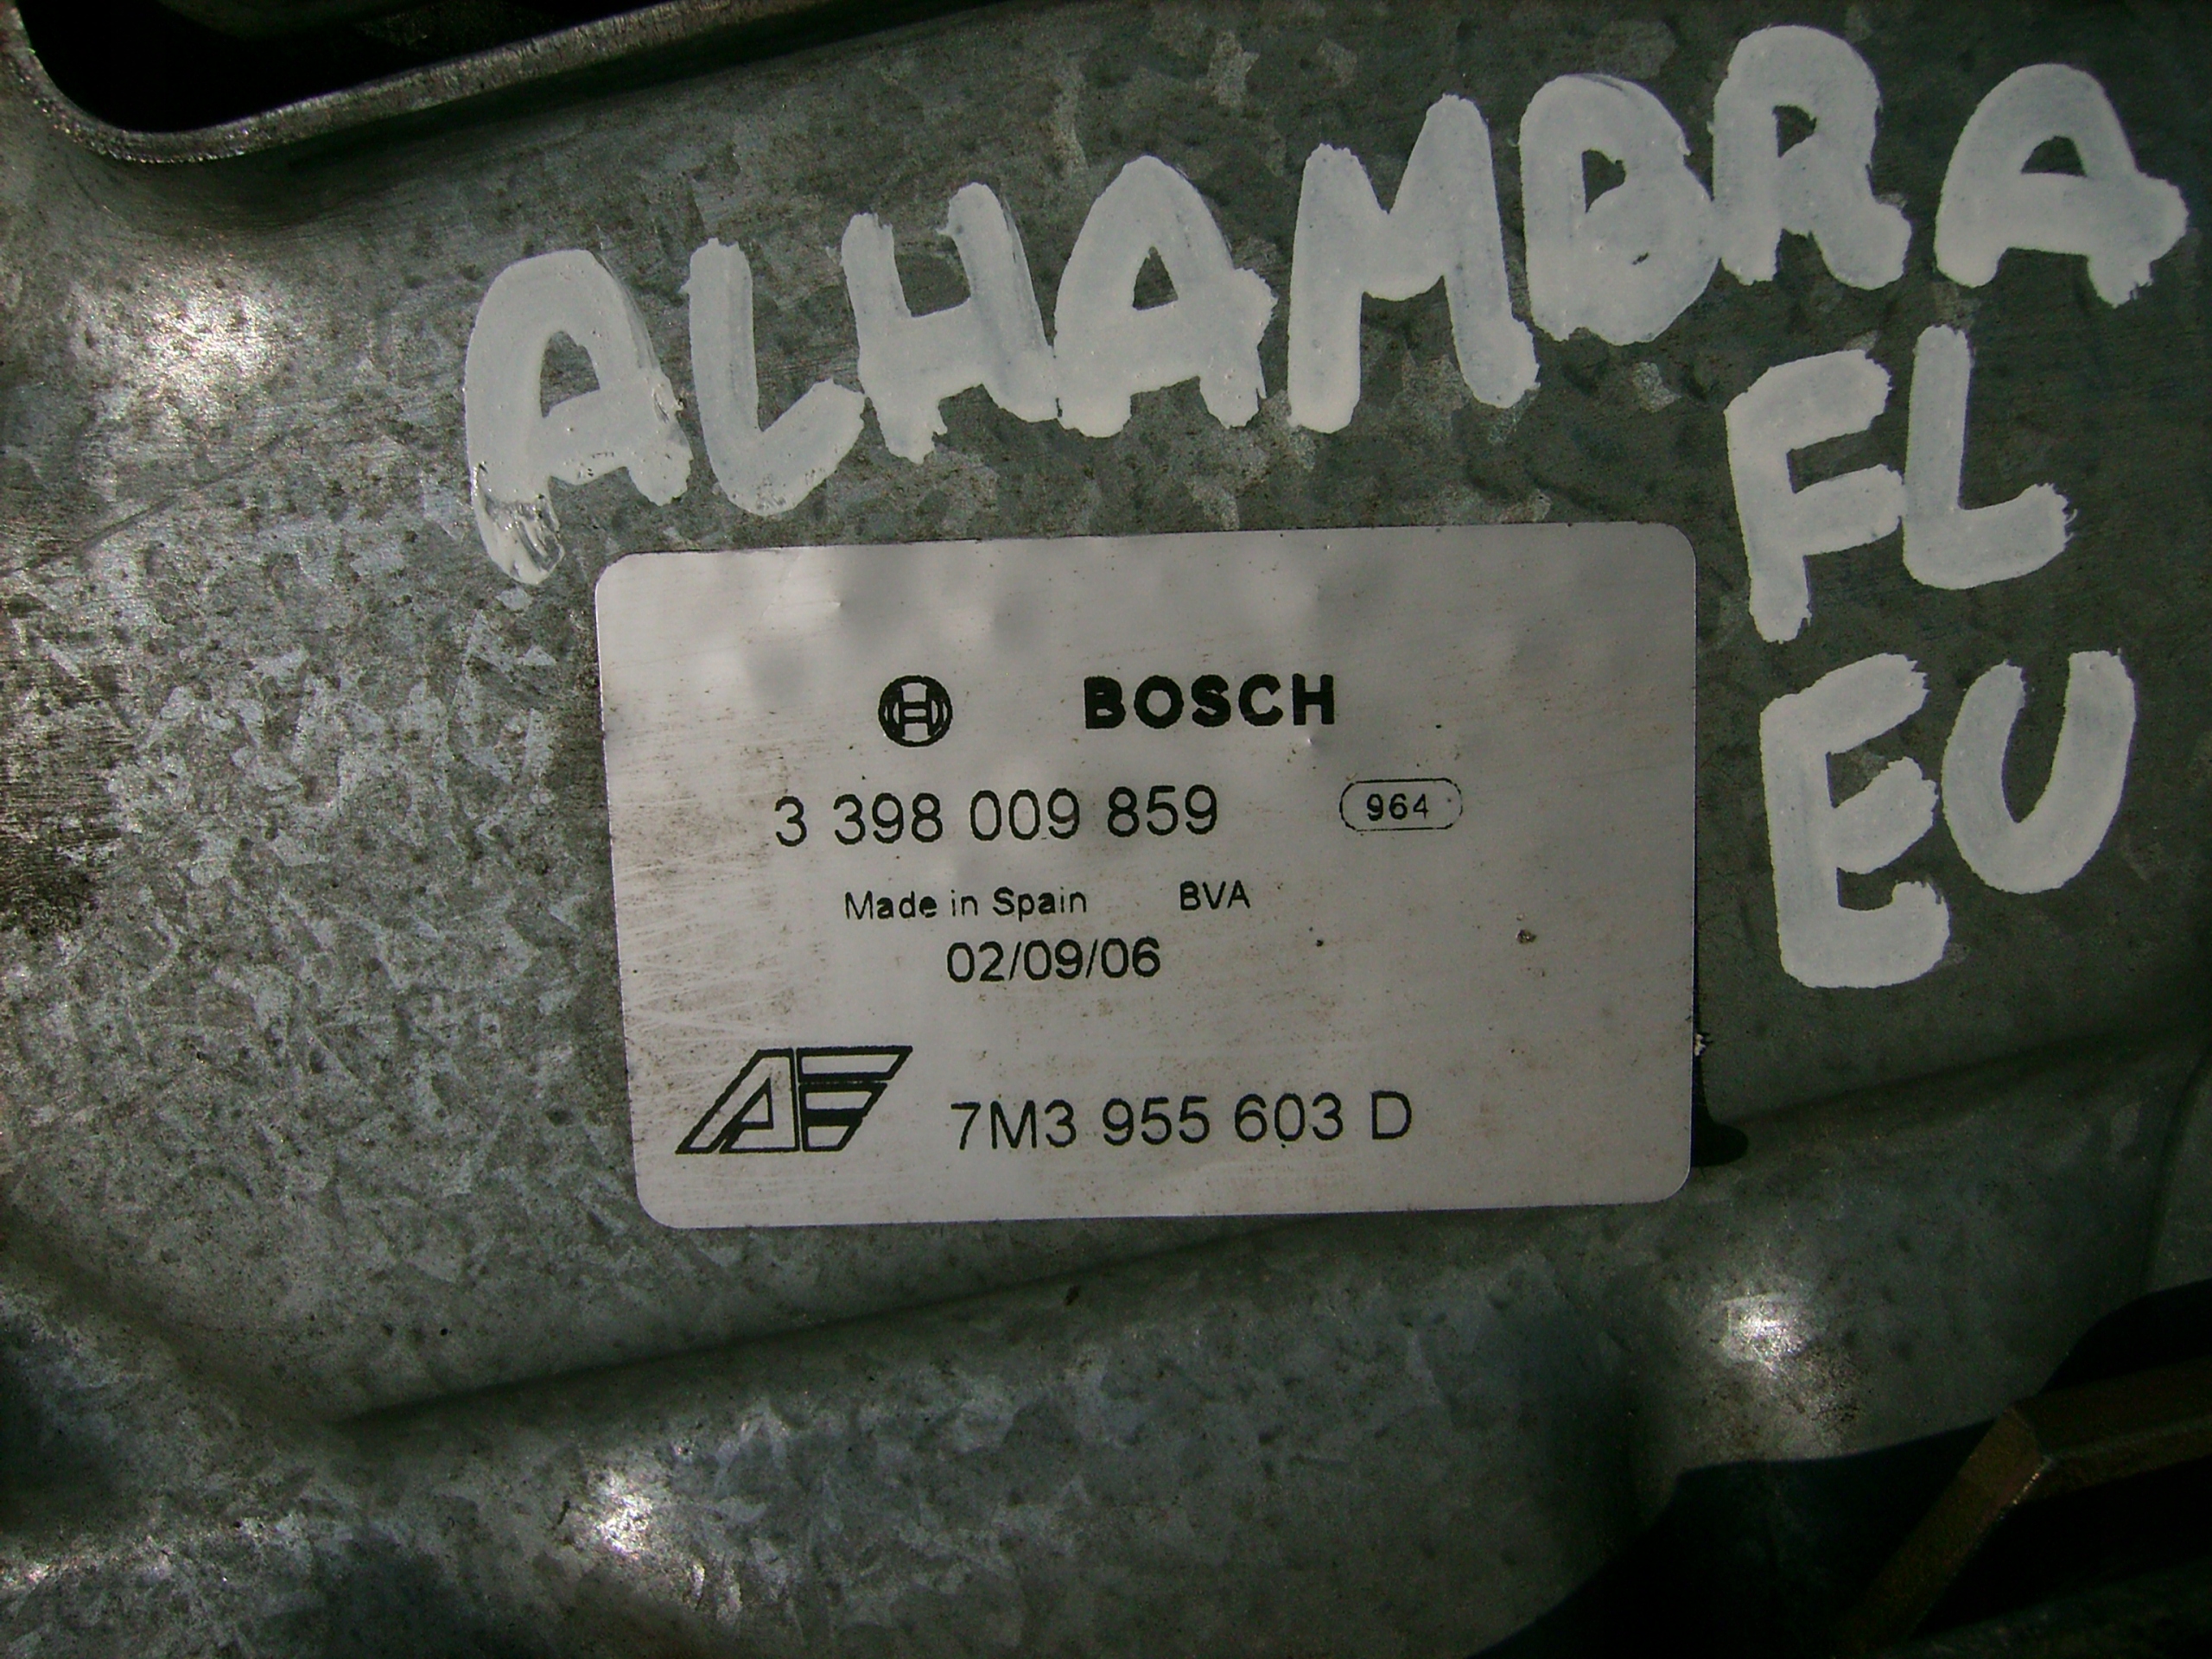 ALHAMBRA
FL
EU
BOSCH
3 398 009 859 964
Made in Spain BVA
02/09/06
AE 7M3 955 603 D